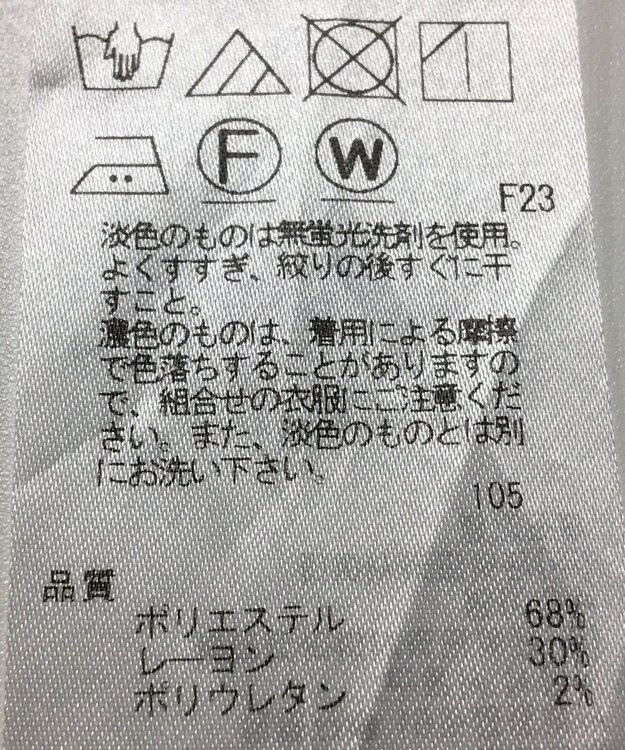 F W
F23
淡色のものは無蛍光洗剤を使用。
よくすすぎ、絞りの後すぐに干
すこと。
濃色のものは、着用による摩擦
で色落ちすることがありますの
で、組合せの衣服にご注意くだ
さい。また、淡色のものとは別
にお洗い下さい。
105
品質
ポリエステル 68%
レーヨン 30%
ポリウレタン 2%